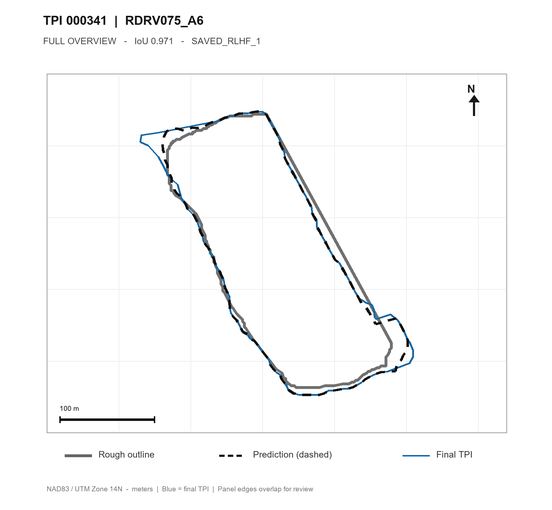 TPI 000341 | RDRV075_A6
FULL OVERVIEW - IoU 0.971 - SAVED_RLHF_1
N
100 m
Rough outline Prediction (dashed) Final TPI
NAD83 / UTM Zone 14N - meters | Blue = final TPI | Panel edges overlap for review